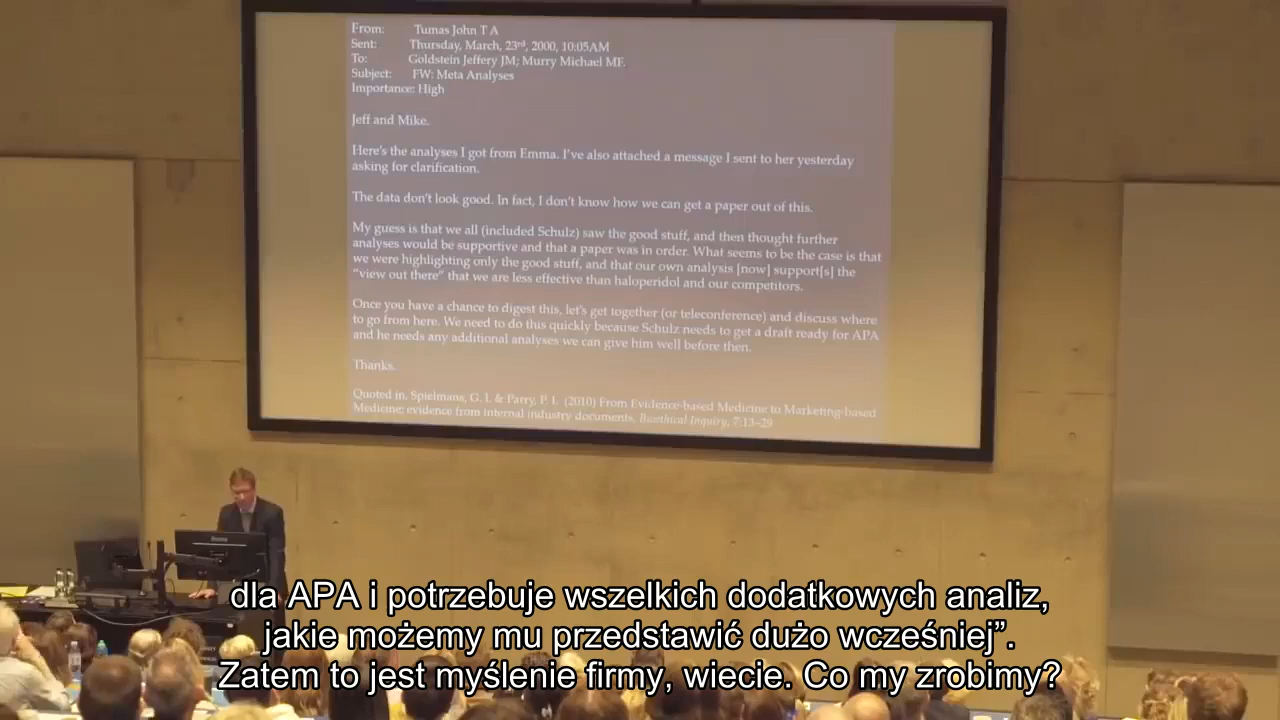 From: Tumas John T A
Sent: Thursday, March, 23rd, 2000, 10:05AM
To: Goldstein Jeffery JM; Murry Michael MF.
Subject: FW: Meta Analyses
Importance: High
Jeff and Mike.
Here's the analyses I got from Emma. I've also attached a message I sent to her yesterday
asking for clarification.
The data don't look good. In fact, I don't know how we can get a paper out of this.
My guess is that we all (included Schulz) saw the good stuff, and then thought further
analyses would be supportive and that a paper was in order. What seems to be the case is that
we were highlighting only the good stuff, and that our own analysis [now] support[s] the
"view out there" that we are less effective than haloperidol and our competitors.
Once you have a chance to digest this, let's get together (or teleconference) and discuss where
to go from here. We need to do this quickly because Schulz needs to get a draft ready for APA
and he needs any additional analyses we can give him well before then.
Thanks.
Quoted in. Spielmans, G. I. & Parry, P. I. (2010) From Evidence-based Medicine to Marketing-based
Medicine: evidence from internal industry documents, Bioethical Inquiry, 7:13–29
dla APA i potrzebuje wszelkich dodatkowych analiz,
jakie możemy mu przedstawić dużo wcześniej”.
Zatem to jest myślenie firmy, wiecie. Co my zrobimy?